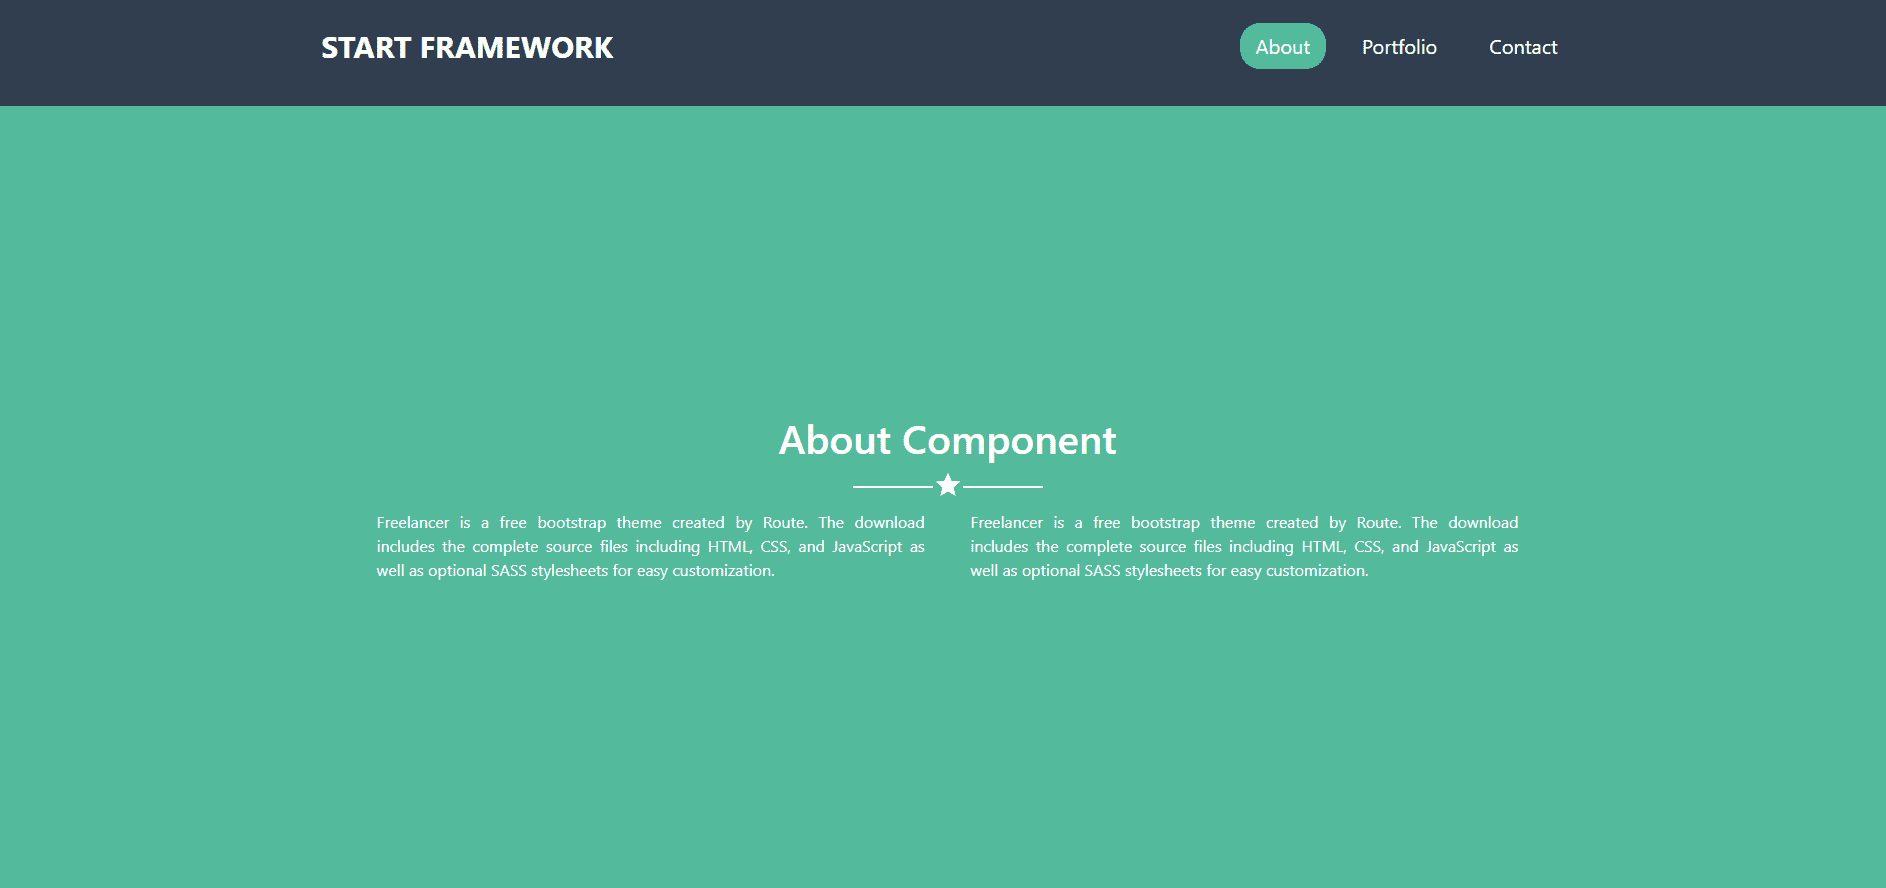 START FRAMEWORK
About
Portfolio
Contact
About Component
Freelancer is a free bootstrap theme created by Route. The download
includes the complete source files including HTML, CSS, and JavaScript as
well as optional SASS stylesheets for easy customization.
Freelancer is a free bootstrap theme created by Route. The download
includes the complete source files including HTML, CSS, and JavaScript as
well as optional SASS stylesheets for easy customization.